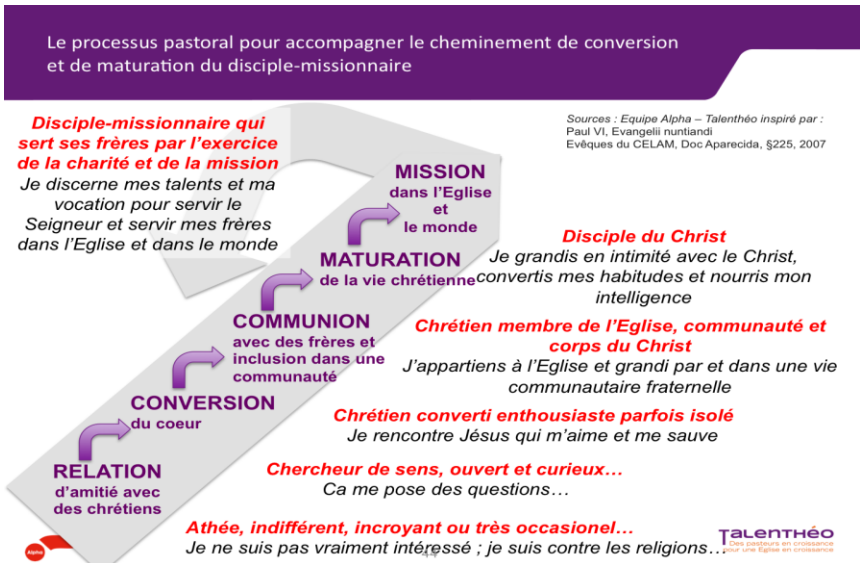 Le processus pastoral pour accompagner le cheminement de conversion
et de maturation du disciple-missionnaire
Disciple-missionnaire qui
sert ses frères par l'exercice
de la charité et de la mission
Je discerne mes talents et ma
vocation pour servir le
Seigneur et servir mes frères
dans l'Eglise et dans le monde
Sources : Equipe Alpha – Talenthéo inspiré par :
Paul VI, Evangelii nuntiandi
Evêques du CELAM, Doc Aparecida, §225, 2007
MISSION
dans l'Eglise
et
le monde
Disciple du Christ
Je grandis en intimité avec le Christ,
convertis mes habitudes et nourris mon
intelligence
MATURATION
de la vie chrétienne
COMMUNION
avec des frères et
inclusion dans une
communauté
Chrétien membre de l'Eglise, communauté et
corps du Christ
J'appartiens à l'Eglise et grandi par et dans une vie
communautaire fraternelle
CONVERSION
du coeur
Chrétien converti enthousiaste parfois isolé
Je rencontre Jésus qui m'aime et me sauve
RELATION
d'amitié avec
des chrétiens
Chercheur de sens, ouvert et curieux…
Ca me pose des questions…
Athée, indifférent, incroyant ou très occasionel…
Je ne suis pas vraiment intéressé ; je suis contre les religions…
44
Alpha
TALENTHÉO
Des pasteurs en croissance
pour une Eglise en croissance